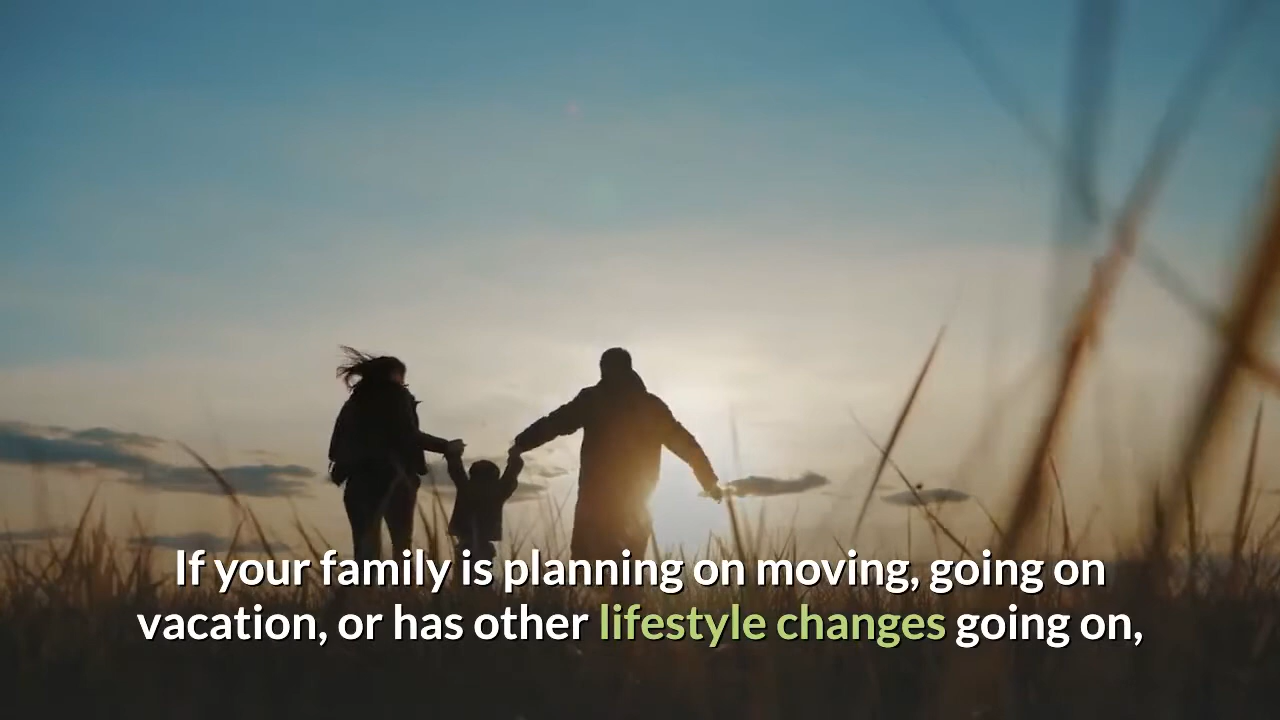 If your family is planning on moving, going on
vacation, or has other lifestyle changes going on,